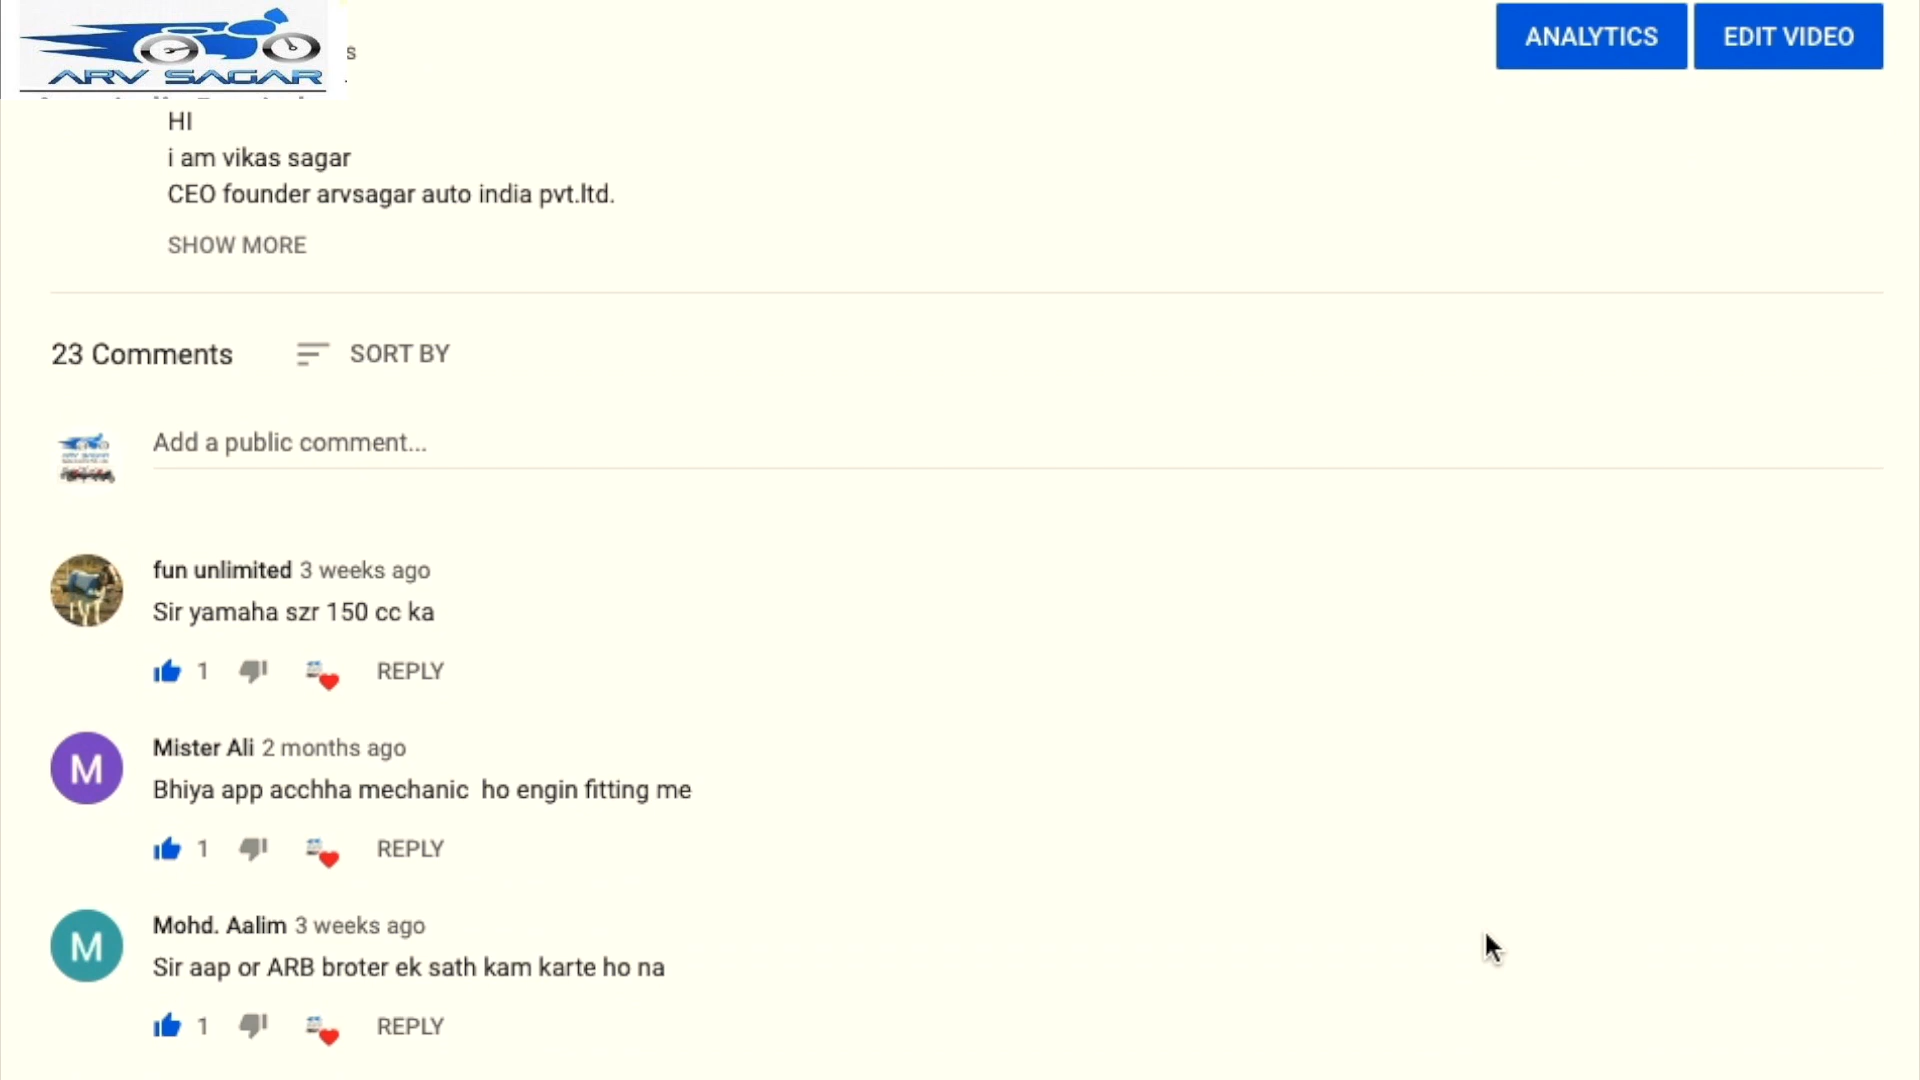 ARV SAGAR
s
ANALYTICS
EDIT VIDEO
HI
i am vikas sagar
CEO founder arvsagar auto india pvt.ltd.
SHOW MORE
23 Comments
SORT BY
Add a public comment...
fun unlimited 3 weeks ago
Sir yamaha szr 150 cc ka
1
REPLY
M
Mister Ali 2 months ago
Bhiya app acchha mechanic  ho engin fitting me
1
REPLY
M
Mohd. Aalim 3 weeks ago
Sir aap or ARB broter ek sath kam karte ho na
1
REPLY